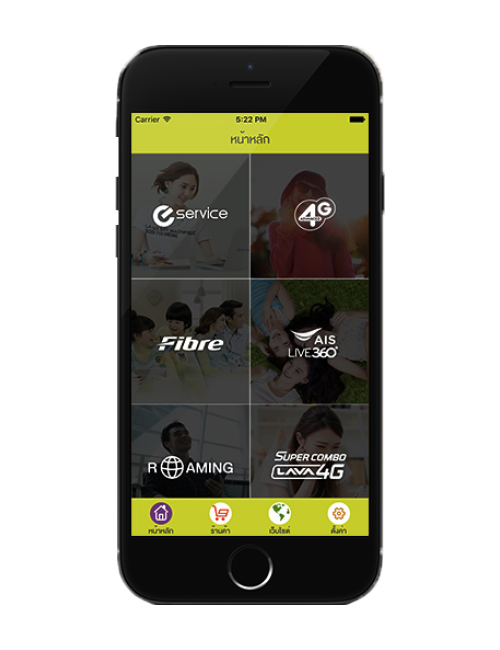 Carrier 5:22 PM
หน้าหลัก
eservice
4G
ADVANCED
Fibre
AIS
LIVE360°
ROAMING
SUPER COMBO
LAVA 4G
หน้าหลัก ร้านค้า เว็บไซต์ ตั้งค่า